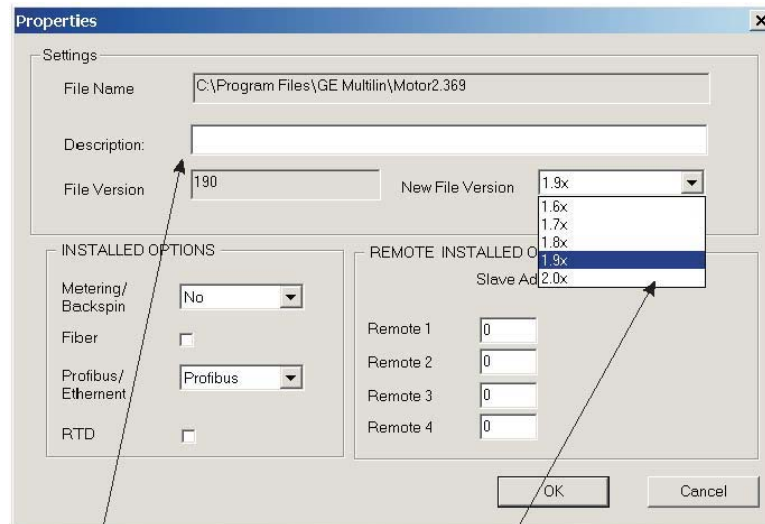 Properties
Settings
File Name
C:\Program Files\GE Multilin\Motor2.369
Description:
File Version
190
New File Version
1.9x
1.6x
1.7x
1.8x
1.9x
2.0x
INSTALLED OPTIONS
Metering/
Backspin
No
Fiber
Profibus/
Ethernent
Profibus
RTD
REMOTE INSTALLED O
Slave Ad
Remote 1
0
Remote 2
0
Remote 3
0
Remote 4
0
OK
Cancel